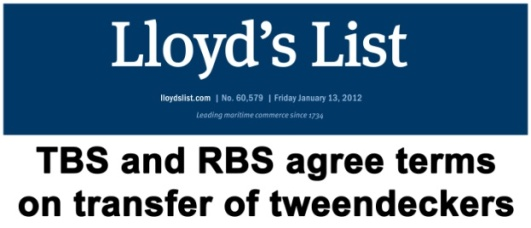 Lloyd's List
lloydslist.com | No. 60,579 | Friday January 13, 2012
Leading maritime commerce since 1734
TBS and RBS agree terms
on transfer of tweendeckers